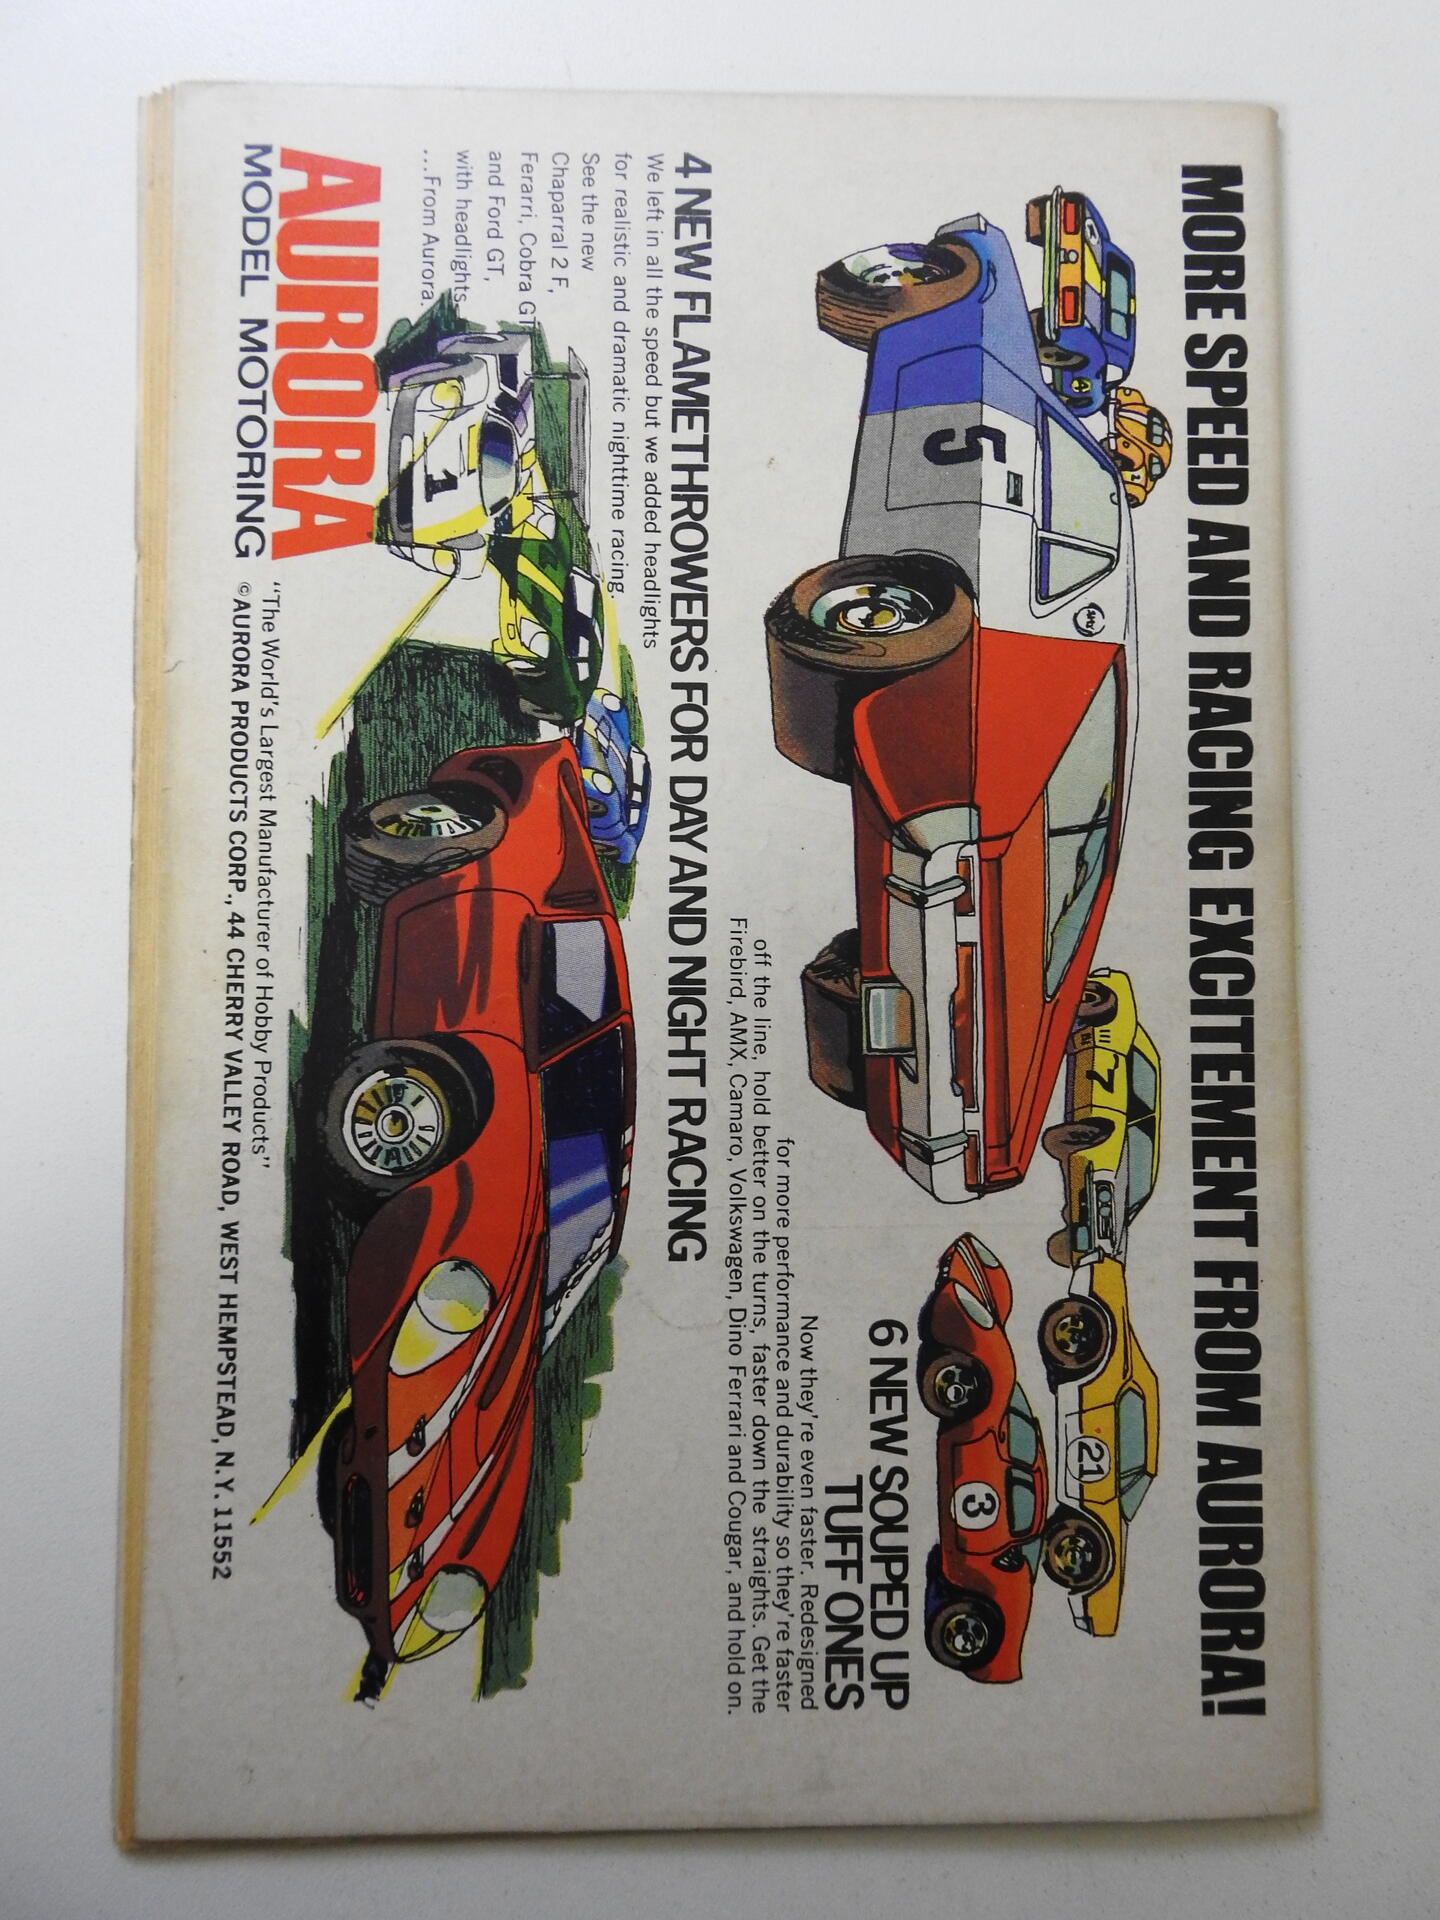 MORE SPEED AND RACING EXCITEMENT FROM AURORA!
4
2
7
21
3
5
AMX
6 NEW SOUPED UP
TUFF ONES
Now they're even faster. Redesigned
for more performance and durability so they're faster
off the line, hold better on the turns, faster down the straights. Get the
Firebird, AMX, Camaro, Volkswagen, Dino Ferrari and Cougar, and hold on.
4 NEW FLAMETHROWERS FOR DAY AND NIGHT RACING
We left in all the speed but we added headlights
for realistic and dramatic nighttime racing.
See the new
Chaparral 2 F,
Ferarri, Cobra GT
and Ford GT,
with headlights
...From Aurora.
1
AURORA
MODEL MOTORING
"The World's Largest Manufacturer of Hobby Products"
©AURORA PRODUCTS CORP., 44 CHERRY VALLEY ROAD, WEST HEMPSTEAD, N.Y. 11552